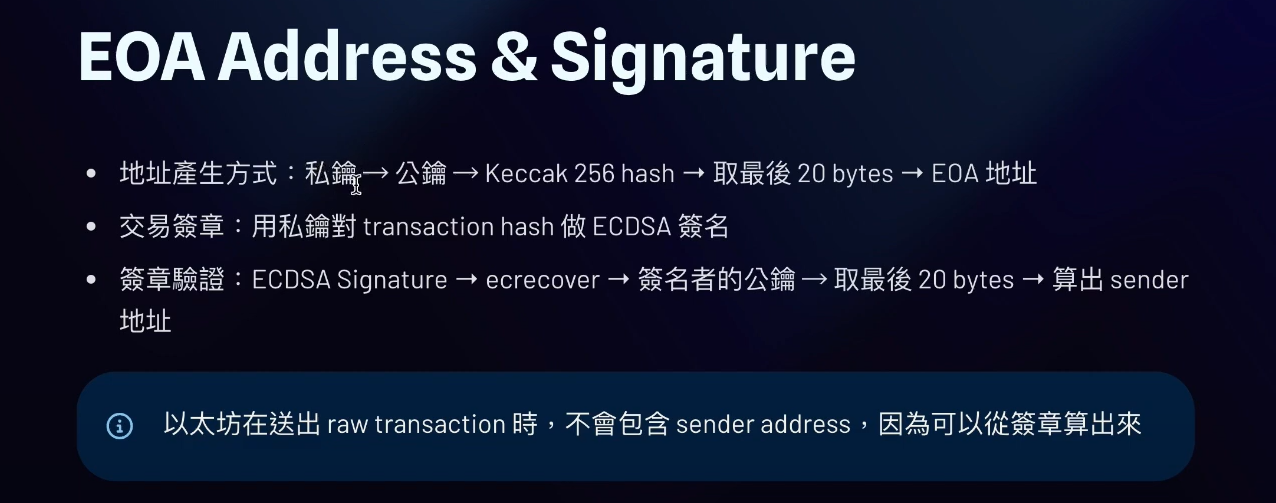 EOA Address & Signature
• 地址產生方式：私鑰 → 公鑰 → Keccak 256 hash → 取最後 20 bytes → EOA 地址
• 交易簽章：用私鑰對 transaction hash 做 ECDSA 簽名
• 簽章驗證：ECDSA Signature → ecrecover → 簽名者的公鑰 → 取最後 20 bytes → 算出 sender
地址
以太坊在送出 raw transaction 時，不會包含 sender address，因為可以從簽章算出來